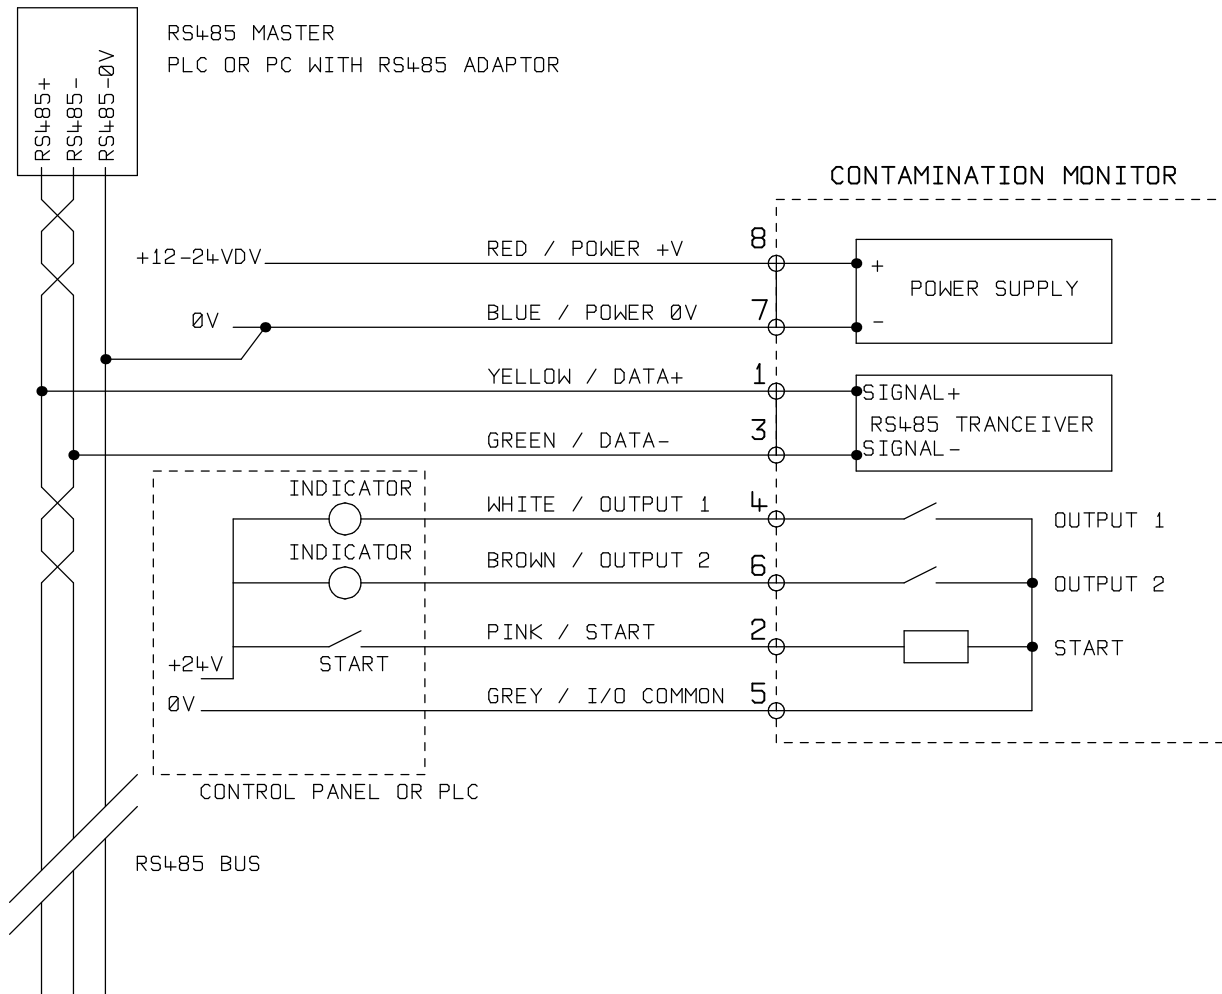 RS485 MASTER
PLC OR PC WITH RS485 ADAPTOR
RS485+
RS485-
RS485-0V
CONTAMINATION MONITOR
+12-24VDV
RED / POWER +V
8
+
POWER SUPPLY
0V
BLUE / POWER 0V
7
-
YELLOW / DATA+
1
SIGNAL+
RS485 TRANCEIVER
GREEN / DATA-
3
SIGNAL-
INDICATOR
WHITE / OUTPUT 1
4
OUTPUT 1
INDICATOR
BROWN / OUTPUT 2
6
OUTPUT 2
PINK / START
2
START
START
+24V
0V
GREY / I/O COMMON
5
CONTROL PANEL OR PLC
RS485 BUS